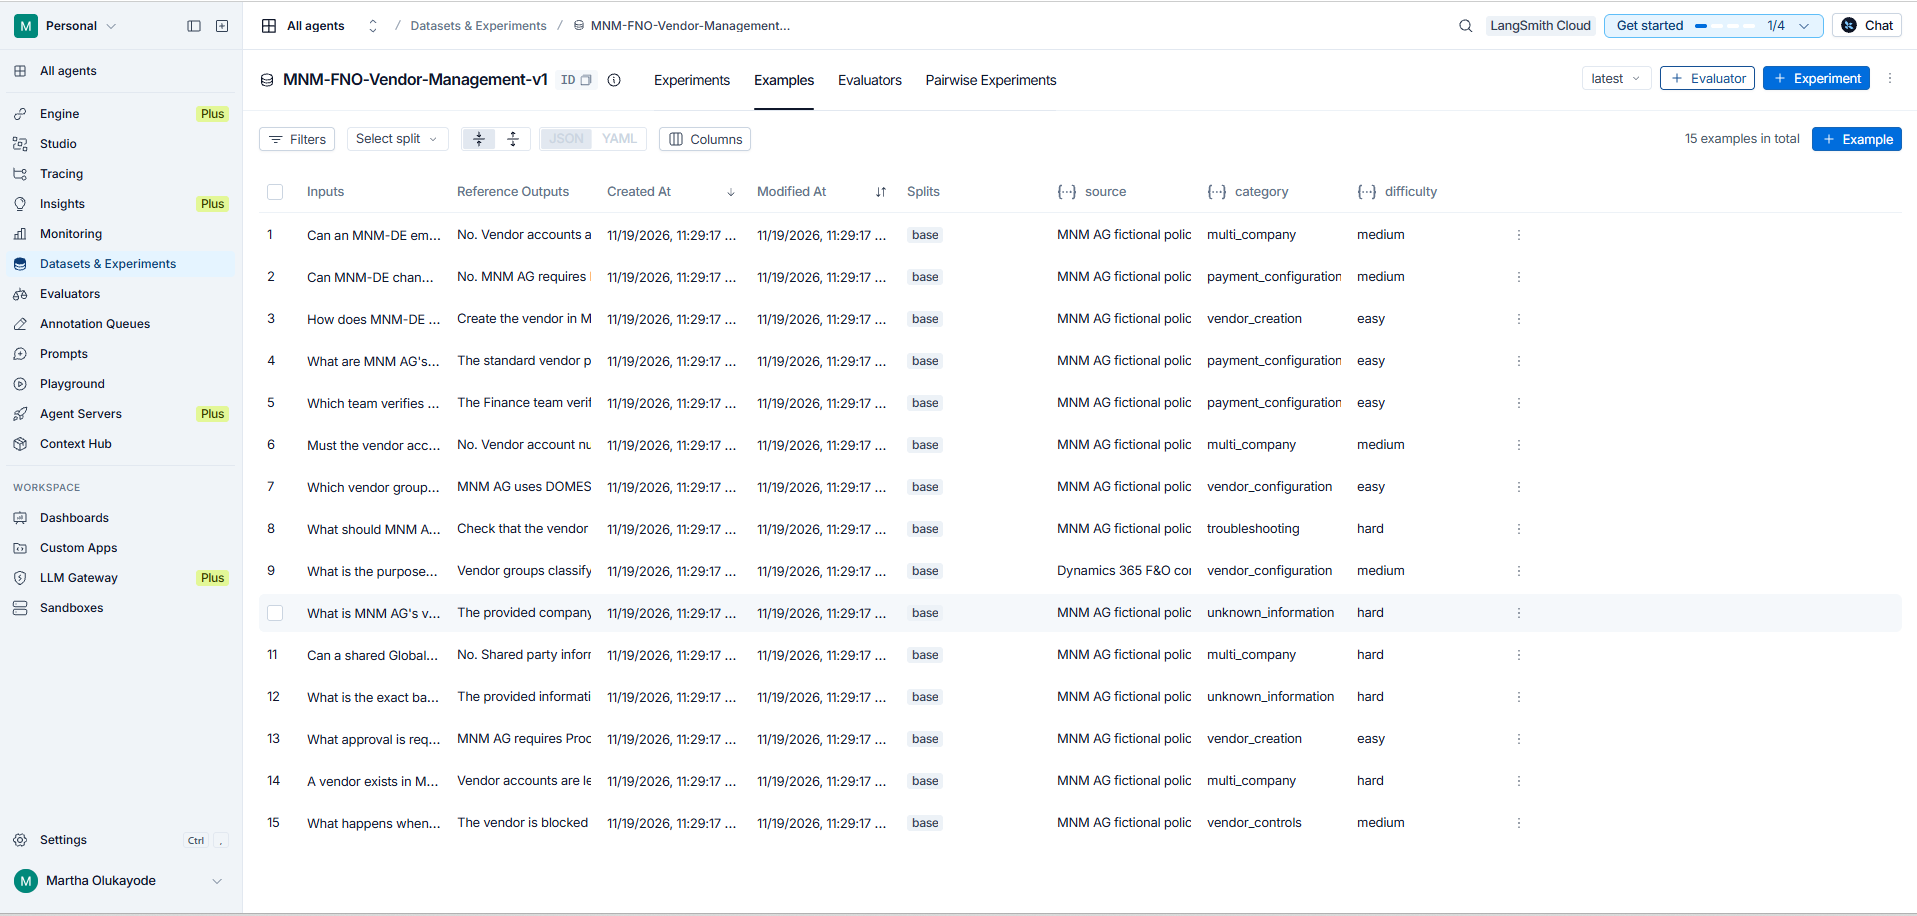 M Personal
All agents
Engine Plus
Studio
Tracing
Insights Plus
Monitoring
Datasets & Experiments
Evaluators
Annotation Queues
Prompts
Playground
Agent Servers Plus
Context Hub
WORKSPACE
Dashboards
Custom Apps
LLM Gateway Plus
Sandboxes
Settings Ctrl .
M Martha Olukayode
All agents / Datasets & Experiments / MNM-FNO-Vendor-Management...
LangSmith Cloud Get started 1/4 Chat
MNM-FNO-Vendor-Management-v1 ID Experiments Examples Evaluators Pairwise Experiments latest + Evaluator + Experiment
Filters Select split JSON YAML Columns 15 examples in total + Example
Inputs Reference Outputs Created At Modified At Splits {...} source {...} category {...} difficulty
1 Can an MNM-DE em... No. Vendor accounts a 11/19/2026, 11:29:17 ... 11/19/2026, 11:29:17 ... base MNM AG fictional polic multi_company medium
2 Can MNM-DE chan... No. MNM AG requires 11/19/2026, 11:29:17 ... 11/19/2026, 11:29:17 ... base MNM AG fictional polic payment_configuration medium
3 How does MNM-DE ... Create the vendor in M 11/19/2026, 11:29:17 ... 11/19/2026, 11:29:17 ... base MNM AG fictional polic vendor_creation easy
4 What are MNM AG's... The standard vendor p 11/19/2026, 11:29:17 ... 11/19/2026, 11:29:17 ... base MNM AG fictional polic payment_configuration easy
5 Which team verifies ... The Finance team verif 11/19/2026, 11:29:17 ... 11/19/2026, 11:29:17 ... base MNM AG fictional polic payment_configuration easy
6 Must the vendor acc... No. Vendor account nu 11/19/2026, 11:29:17 ... 11/19/2026, 11:29:17 ... base MNM AG fictional polic multi_company medium
7 Which vendor group... MNM AG uses DOMES 11/19/2026, 11:29:17 ... 11/19/2026, 11:29:17 ... base MNM AG fictional polic vendor_configuration easy
8 What should MNM A... Check that the vendor 11/19/2026, 11:29:17 ... 11/19/2026, 11:29:17 ... base MNM AG fictional polic troubleshooting hard
9 What is the purpose... Vendor groups classify 11/19/2026, 11:29:17 ... 11/19/2026, 11:29:17 ... base Dynamics 365 F&O cor vendor_configuration medium
What is MNM AG's v... The provided company 11/19/2026, 11:29:17 ... 11/19/2026, 11:29:17 ... base MNM AG fictional polic unknown_information hard
11 Can a shared Global... No. Shared party inforr 11/19/2026, 11:29:17 ... 11/19/2026, 11:29:17 ... base MNM AG fictional polic multi_company hard
12 What is the exact ba... The provided informati 11/19/2026, 11:29:17 ... 11/19/2026, 11:29:17 ... base MNM AG fictional polic unknown_information hard
13 What approval is req... MNM AG requires Proc 11/19/2026, 11:29:17 ... 11/19/2026, 11:29:17 ... base MNM AG fictional polic vendor_creation easy
14 A vendor exists in M... Vendor accounts are le 11/19/2026, 11:29:17 ... 11/19/2026, 11:29:17 ... base MNM AG fictional polic multi_company hard
15 What happens when... The vendor is blocked 11/19/2026, 11:29:17 ... 11/19/2026, 11:29:17 ... base MNM AG fictional polic vendor_controls medium